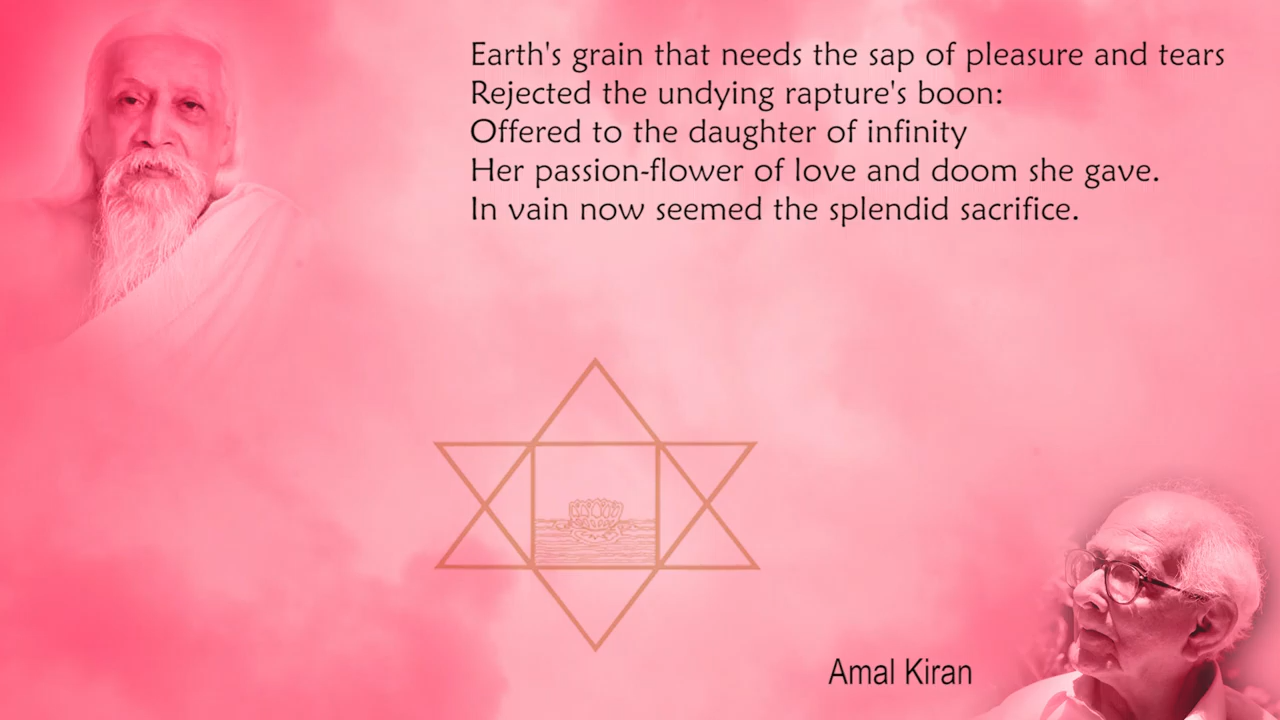 Earth's grain that needs the sap of pleasure and tears
Rejected the undying rapture's boon:
Offered to the daughter of infinity
Her passion-flower of love and doom she gave.
In vain now seemed the splendid sacrifice.
Amal Kiran